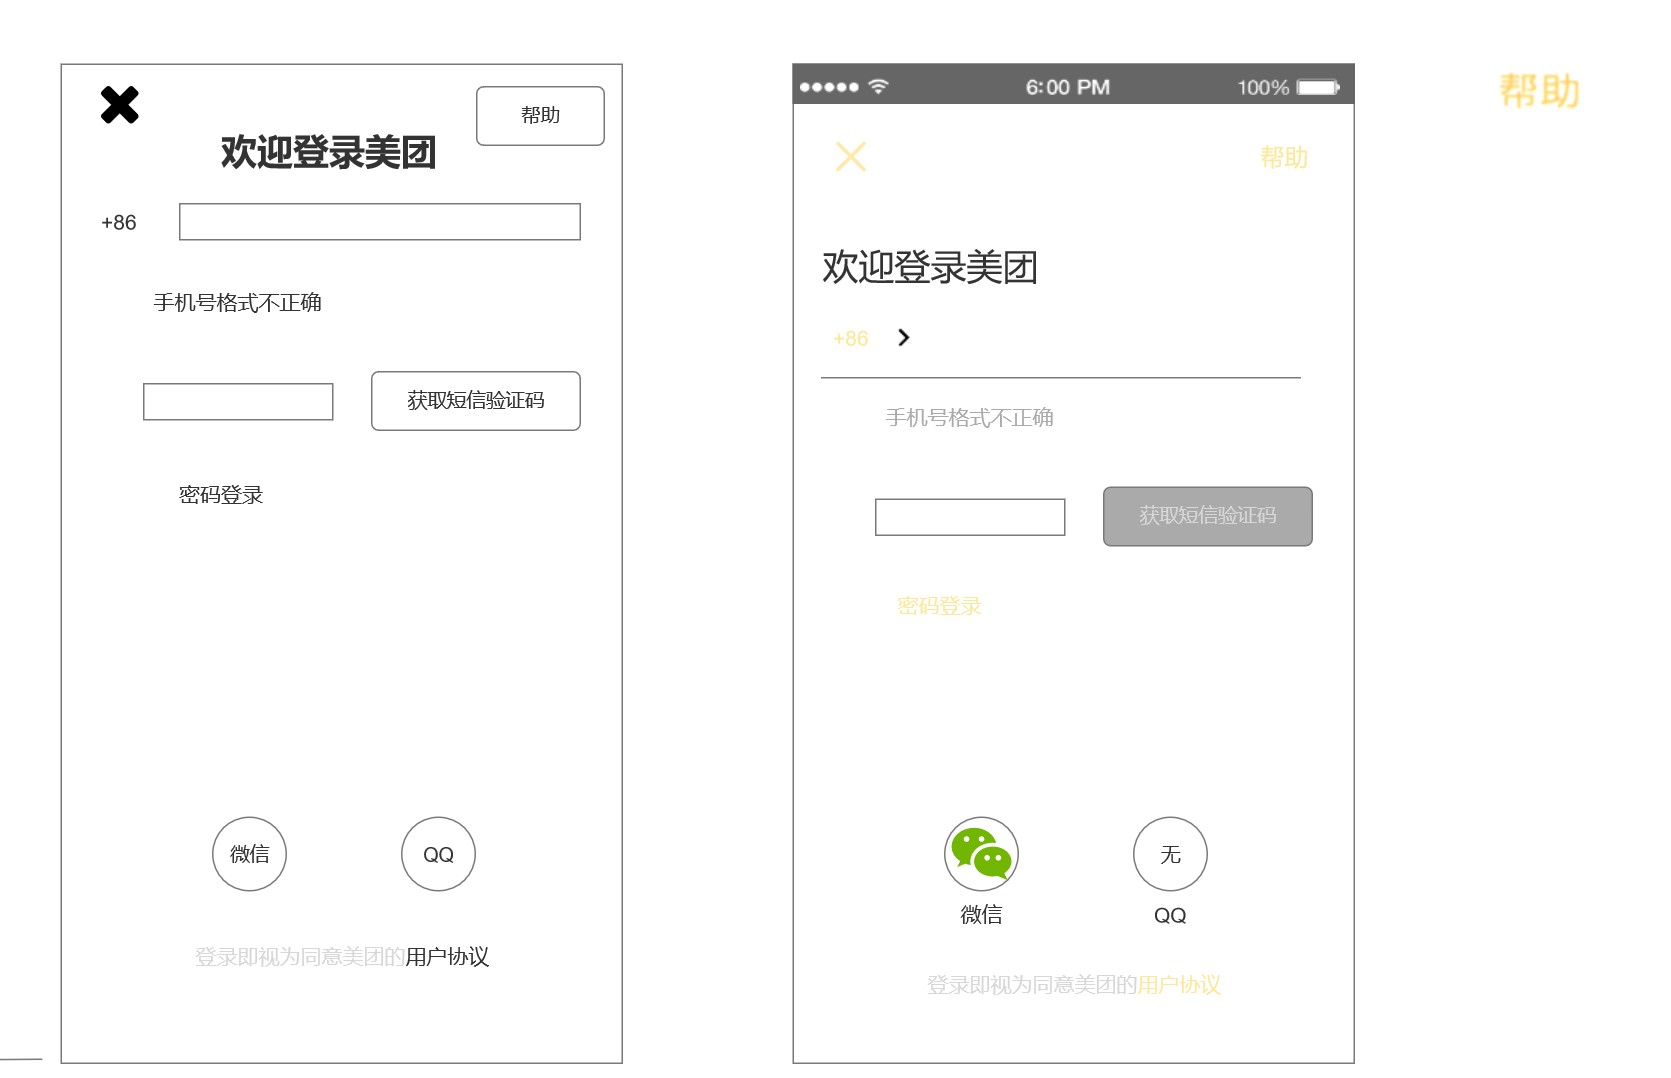 帮助
欢迎登录美团
+86
手机号格式不正确
获取短信验证码
密码登录
微信
QQ
登录即视为同意美团的用户协议
6:00 PM
100%
帮助
欢迎登录美团
+86
手机号格式不正确
获取短信验证码
密码登录
无
微信
QQ
登录即视为同意美团的用户协议
帮助